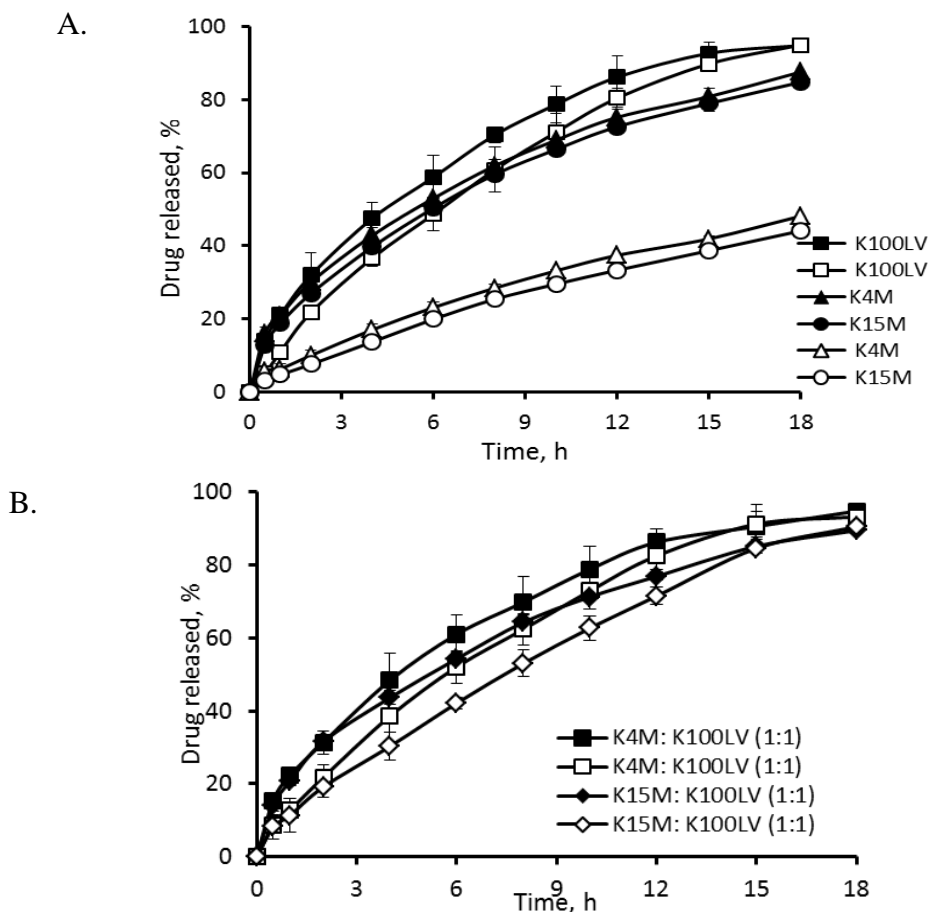 A.
100
80
60
40
20
0
Drug released, %
0 3 6 9 12 15 18
Time, h
K100LV
K100LV
K4M
K15M
K4M
K15M
B.
100
80
60
40
20
0
Drug released, %
0 3 6 9 12 15 18
Time, h
K4M: K100LV (1:1)
K4M: K100LV (1:1)
K15M: K100LV (1:1)
K15M: K100LV (1:1)